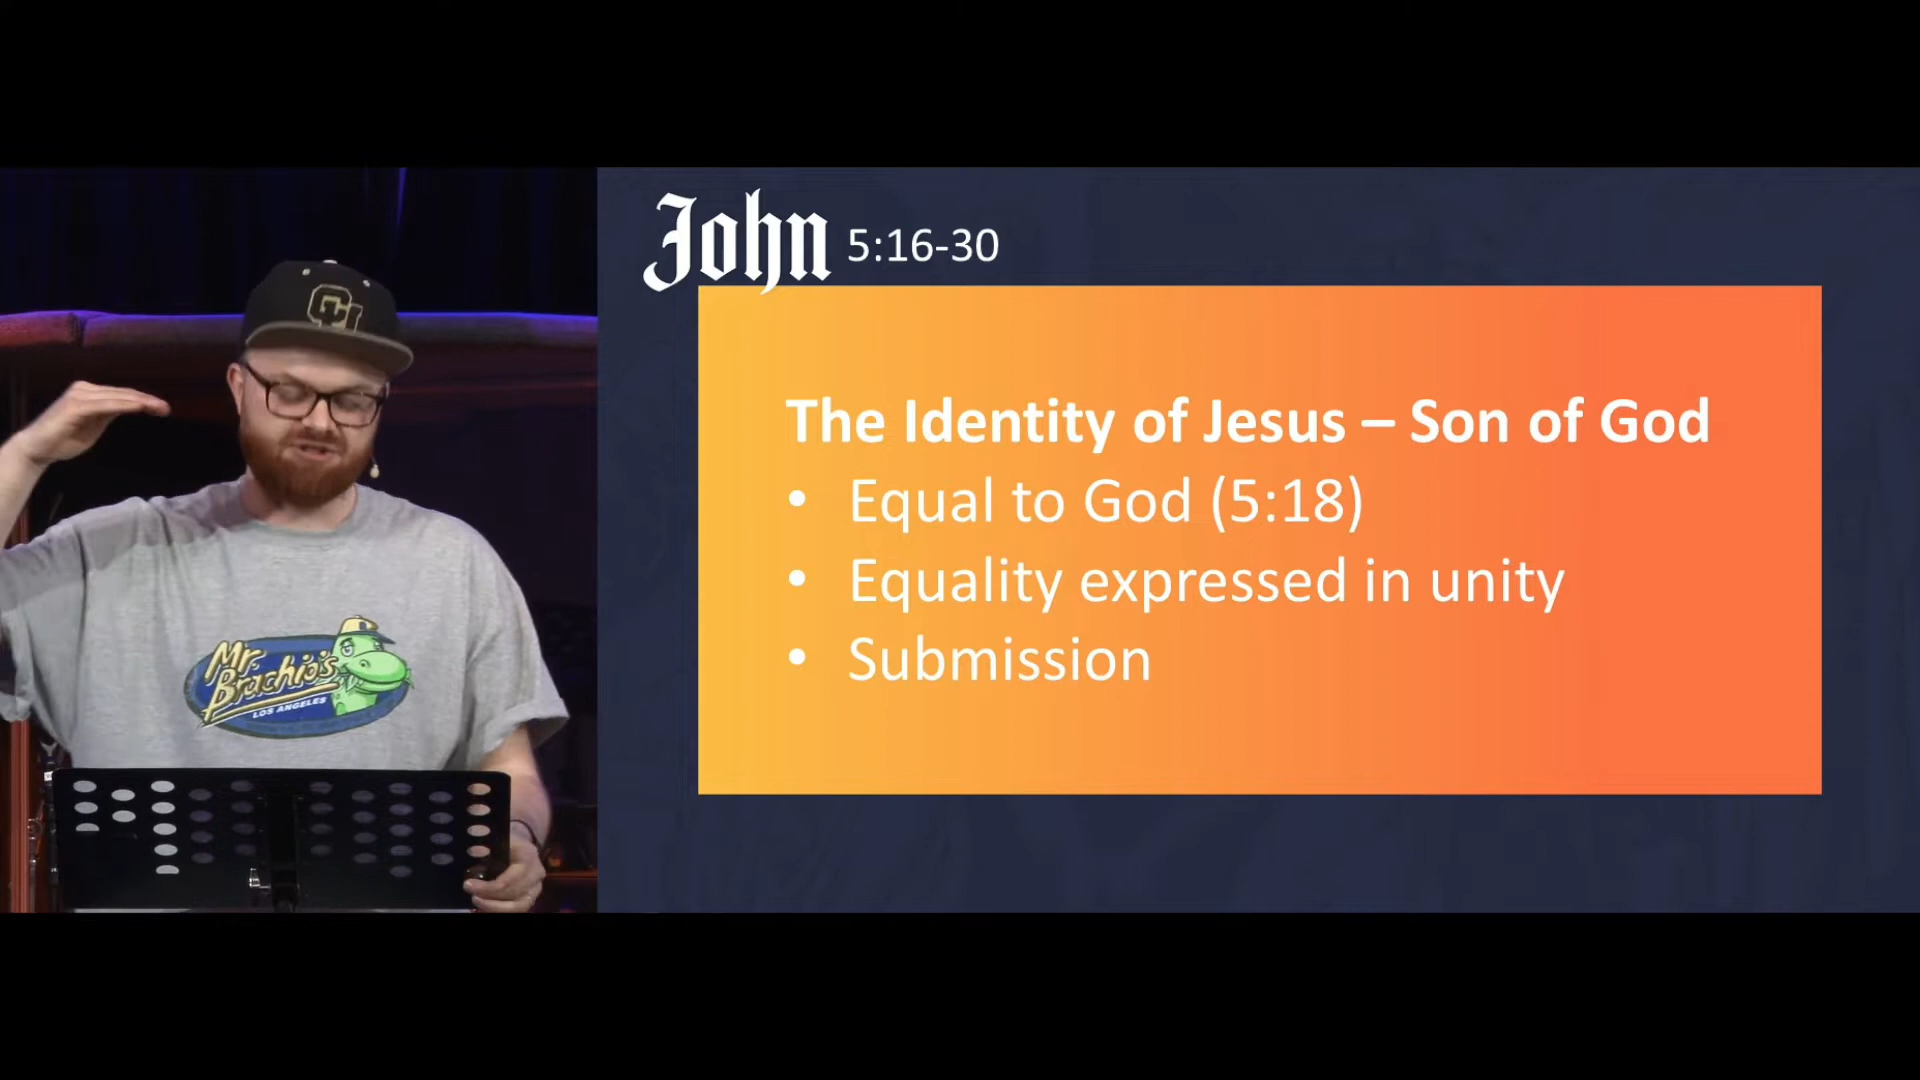 John 5:16-30
The Identity of Jesus – Son of God
• Equal to God (5:18)
• Equality expressed in unity
• Submission
Mr.
Brachio's
LOS ANGELES